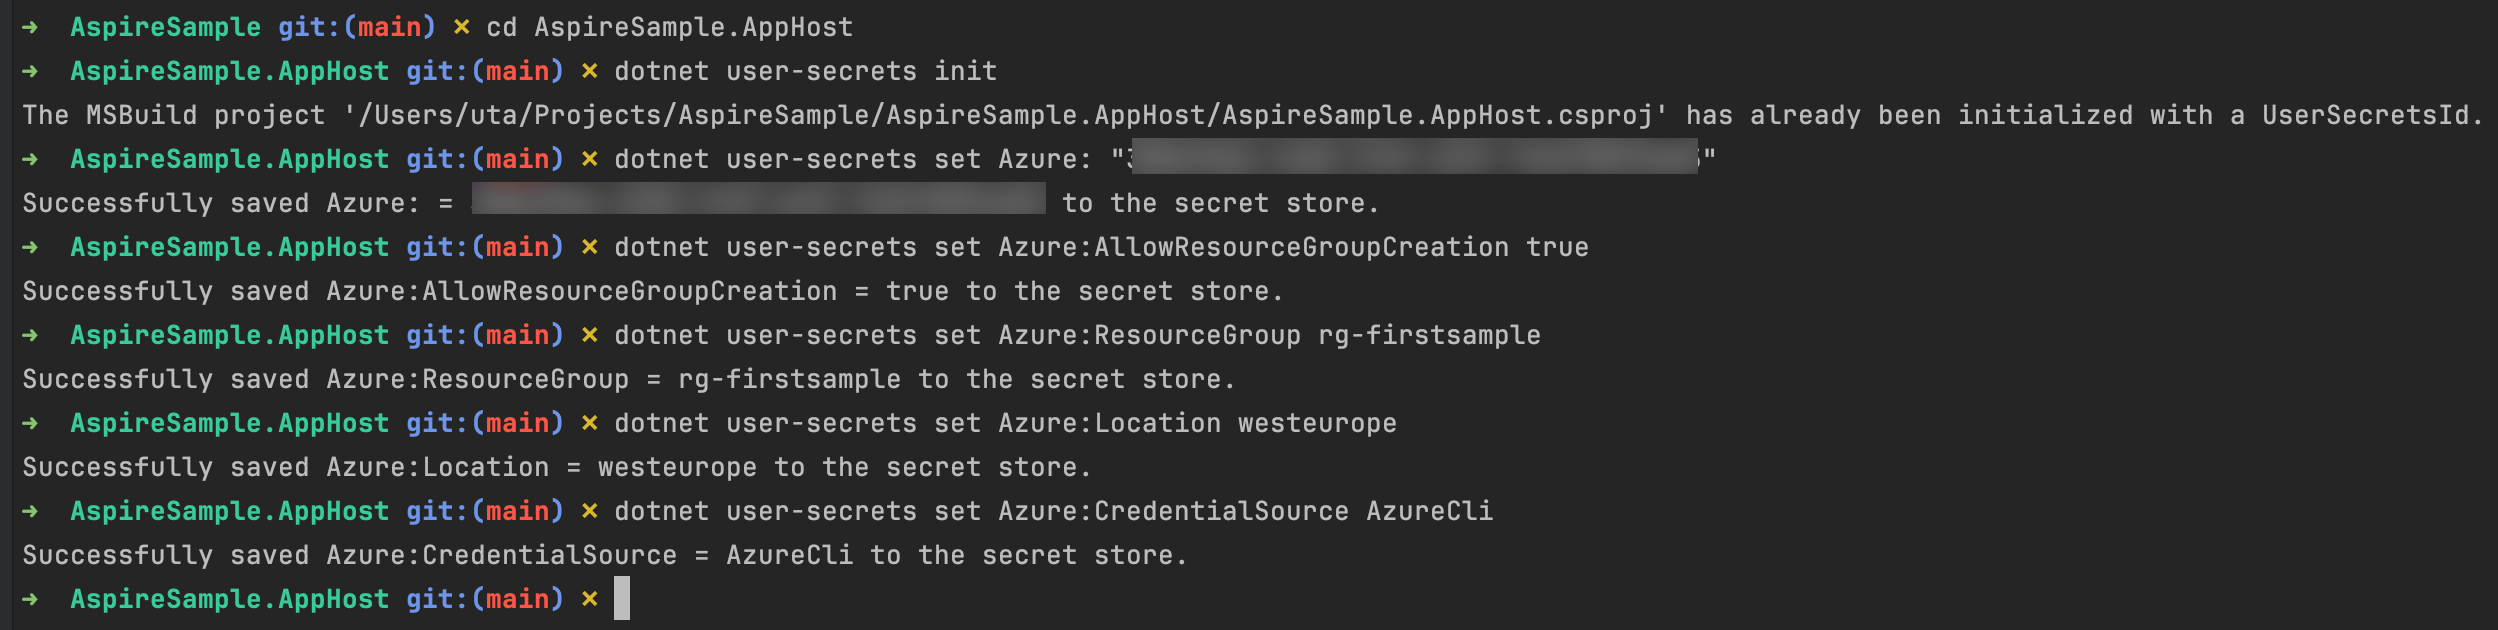 ➜ AspireSample git:(main) ✗ cd AspireSample.AppHost
➜ AspireSample.AppHost git:(main) ✗ dotnet user-secrets init
The MSBuild project '/Users/uta/Projects/AspireSample/AspireSample.AppHost/AspireSample.AppHost.csproj' has already been initialized with a UserSecretsId.
➜ AspireSample.AppHost git:(main) ✗ dotnet user-secrets set Azure: ""
Successfully saved Azure: = to the secret store.
➜ AspireSample.AppHost git:(main) ✗ dotnet user-secrets set Azure:AllowResourceGroupCreation true
Successfully saved Azure:AllowResourceGroupCreation = true to the secret store.
➜ AspireSample.AppHost git:(main) ✗ dotnet user-secrets set Azure:ResourceGroup rg-firstsample
Successfully saved Azure:ResourceGroup = rg-firstsample to the secret store.
➜ AspireSample.AppHost git:(main) ✗ dotnet user-secrets set Azure:Location westeurope
Successfully saved Azure:Location = westeurope to the secret store.
➜ AspireSample.AppHost git:(main) ✗ dotnet user-secrets set Azure:CredentialSource AzureCli
Successfully saved Azure:CredentialSource = AzureCli to the secret store.
➜ AspireSample.AppHost git:(main) ✗